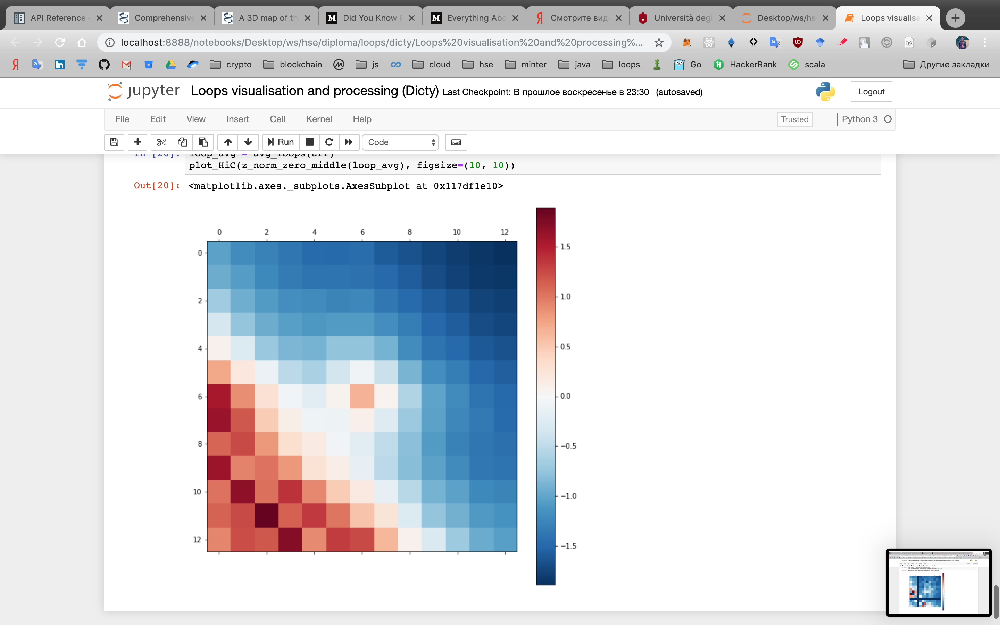 API Reference -
Comprehensive
A 3D map of th
Did You Know
Everything Abo
Смотрите вид
Università degl
Desktop/ws/hs
Loops visualisa
localhost:8888/notebooks/Desktop/ws/hse/diploma/loops/dicty/Loops%20visualisation%20and%20processing%...
crypto
blockchain
js
cloud
hse
minter
java
loops
Go
HackerRank
scala
Другие закладки
jupyter Loops visualisation and processing (Dicty) Last Checkpoint: В прошлое воскресенье в 23:30 (autosaved)
Logout
File Edit View Insert Cell Kernel Help
Trusted
Python 3
Run
Code
In [20]: loop_avg = avg_loops(arr)
plot_HiC(z_norm_zero_middle(loop_avg), figsize=(10, 10))
Out[20]: <matplotlib.axes._subplots.AxesSubplot at 0x117df1e10>
0 2 4 6 8 10 12
0
2
4
6
8
10
12
1.5
1.0
0.5
0.0
−0.5
−1.0
−1.5